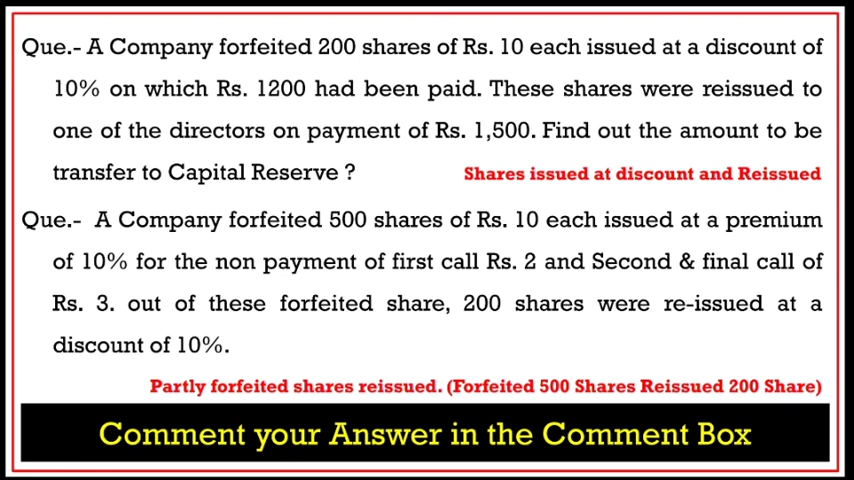 Que.- A Company forfeited 200 shares of Rs. 10 each issued at a discount of
10% on which Rs. 1200 had been paid. These shares were reissued to
one of the directors on payment of Rs. 1,500. Find out the amount to be
transfer to Capital Reserve ? Shares issued at discount and Reissued
Que.- A Company forfeited 500 shares of Rs. 10 each issued at a premium
of 10% for the non payment of first call Rs. 2 and Second & final call of
Rs. 3. out of these forfeited share, 200 shares were re-issued at a
discount of 10%.
Partly forfeited shares reissued. (Forfeited 500 Shares Reissued 200 Share)
Comment your Answer in the Comment Box